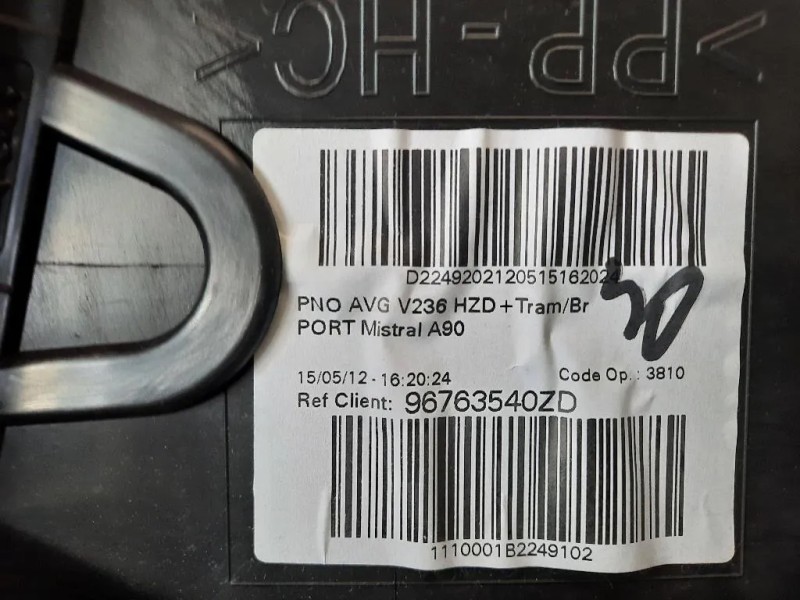 >PP-HC<
D2249202120515162024
PNO AVG V236 HZD+Tram/Br
PORT Mistral A90
15/05/12 - 16:20:24 Code Op.: 3810
Ref Client: 96763540ZD
1110001B2249102